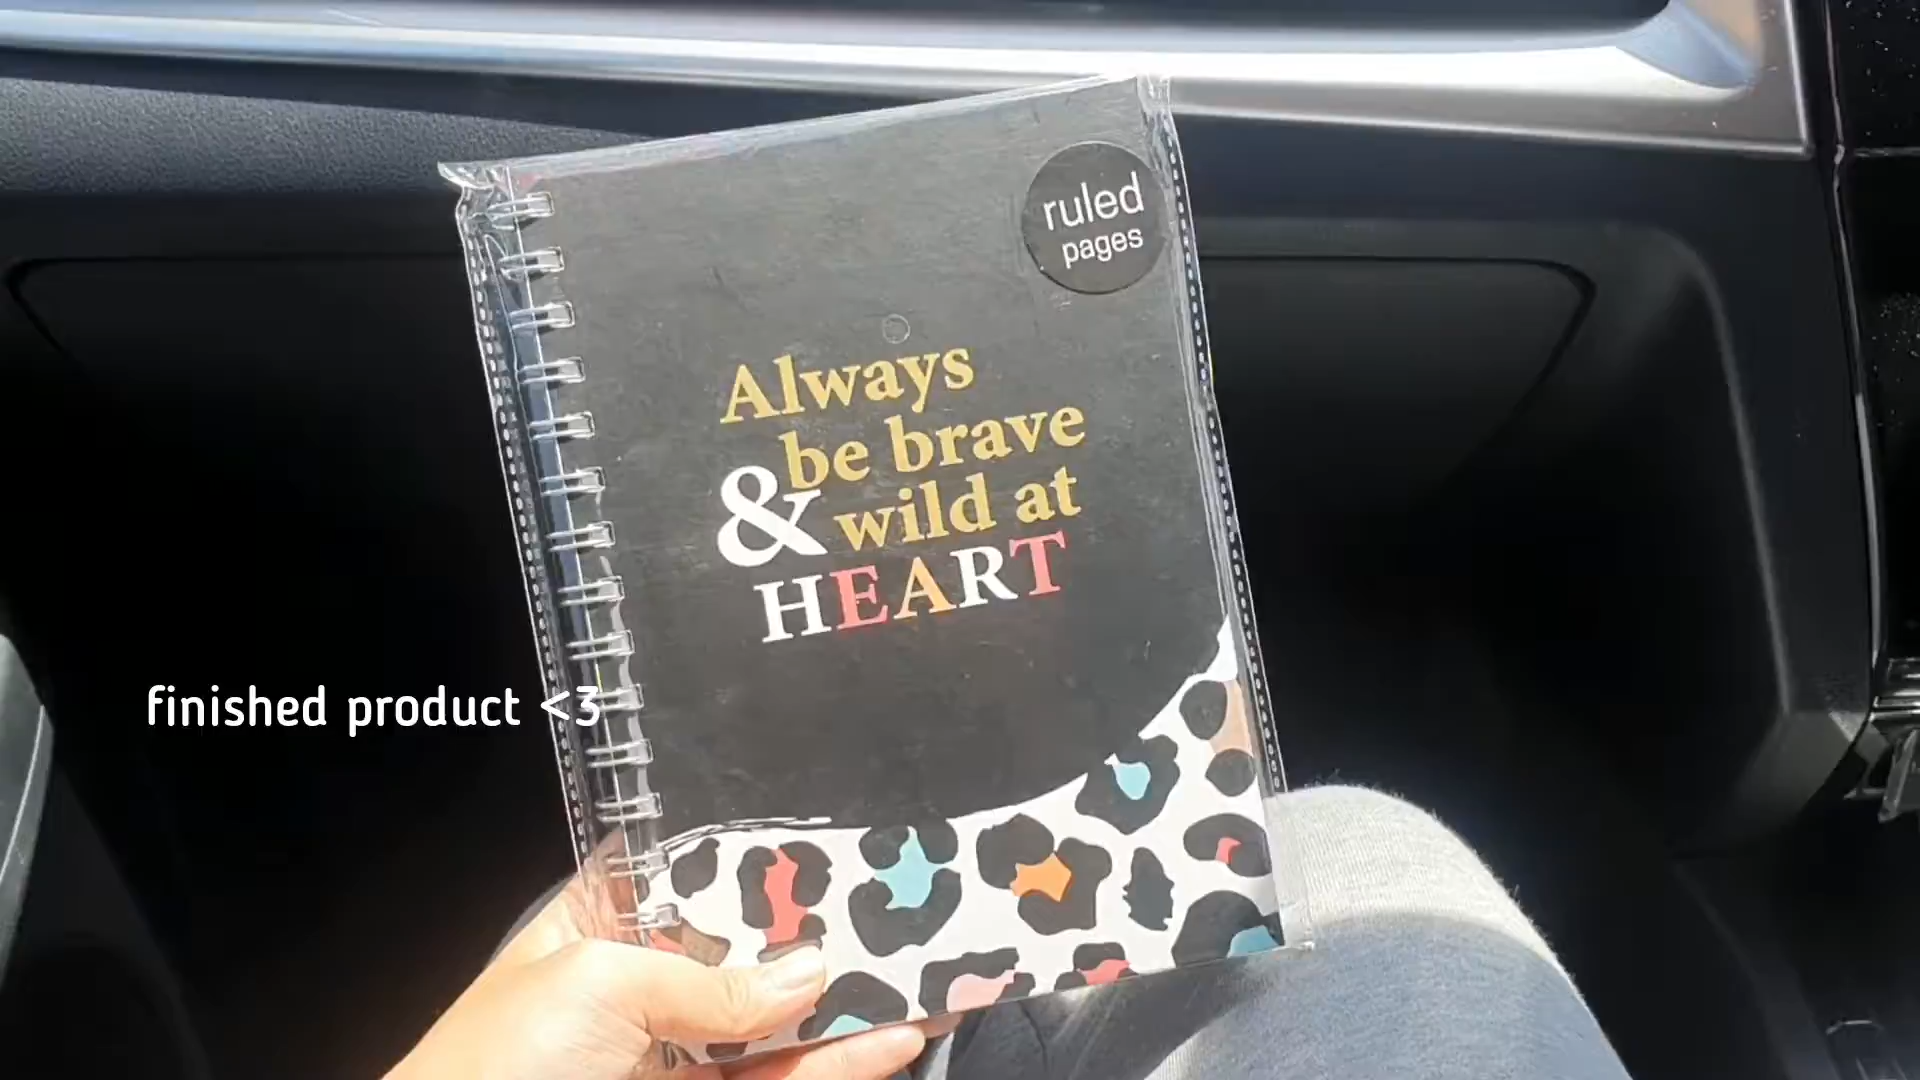 ruled
pages
Always
be brave
& wild at
HEART
finished product <3